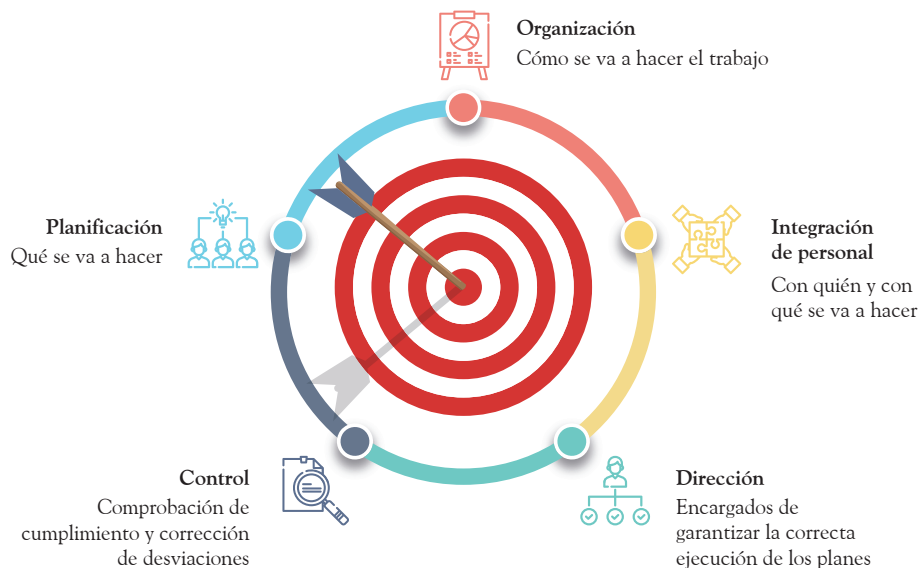 Organización
Cómo se va a hacer el trabajo
Planificación
Qué se va a hacer
Integración
de personal
Con quién y con
qué se va a hacer
Control
Comprobación de
cumplimiento y corrección
de desviaciones
Dirección
Encargados de
garantizar la correcta
ejecución de los planes